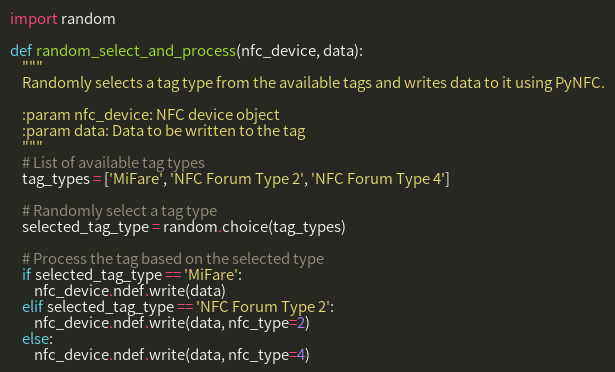 import random

def random_select_and_process(nfc_device, data):
    """
    Randomly selects a tag type from the available tags and writes data to it using PyNFC.

    :param nfc_device: NFC device object
    :param data: Data to be written to the tag
    """
    # List of available tag types
    tag_types = ['MiFare', 'NFC Forum Type 2', 'NFC Forum Type 4']

    # Randomly select a tag type
    selected_tag_type = random.choice(tag_types)

    # Process the tag based on the selected type
    if selected_tag_type == 'MiFare':
        nfc_device.ndef.write(data)
    elif selected_tag_type == 'NFC Forum Type 2':
        nfc_device.ndef.write(data, nfc_type=2)
    else:
        nfc_device.ndef.write(data, nfc_type=4)